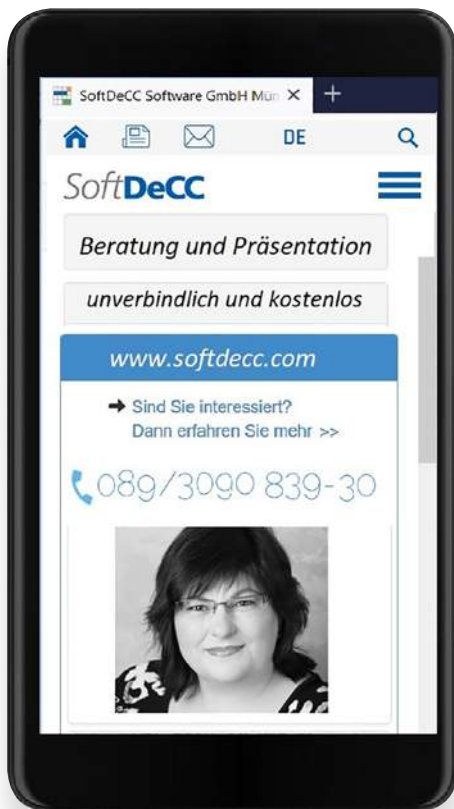 SoftDeCC Software GmbH Mün
DE
SoftDeCC
Beratung und Präsentation
unverbindlich und kostenlos
www.softdecc.com
➔ Sind Sie interessiert?
Dann erfahren Sie mehr >>
089/3090 839-30